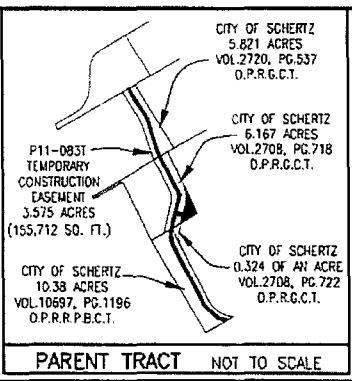 CITY OF SCHERTZ
5.821 ACRES
VOL.2720, PG.537
O.P.R.G.C.T.
CITY OF SCHERTZ
6.167 ACRES
VOL.2708, PG.718
O.P.R.G.C.T.
P11-083T
TEMPORARY
CONSTRUCTION
EASEMENT
3.575 ACRES
(155,712 SQ. FT.)
CITY OF SCHERTZ
0.324 OF AN ACRE
VOL.2708, PG.722
O.P.R.G.C.T.
CITY OF SCHERTZ
10.38 ACRES
VOL.10697, PG.1196
O.P.R.R.P.B.C.T.
PARENT TRACT NOT TO SCALE